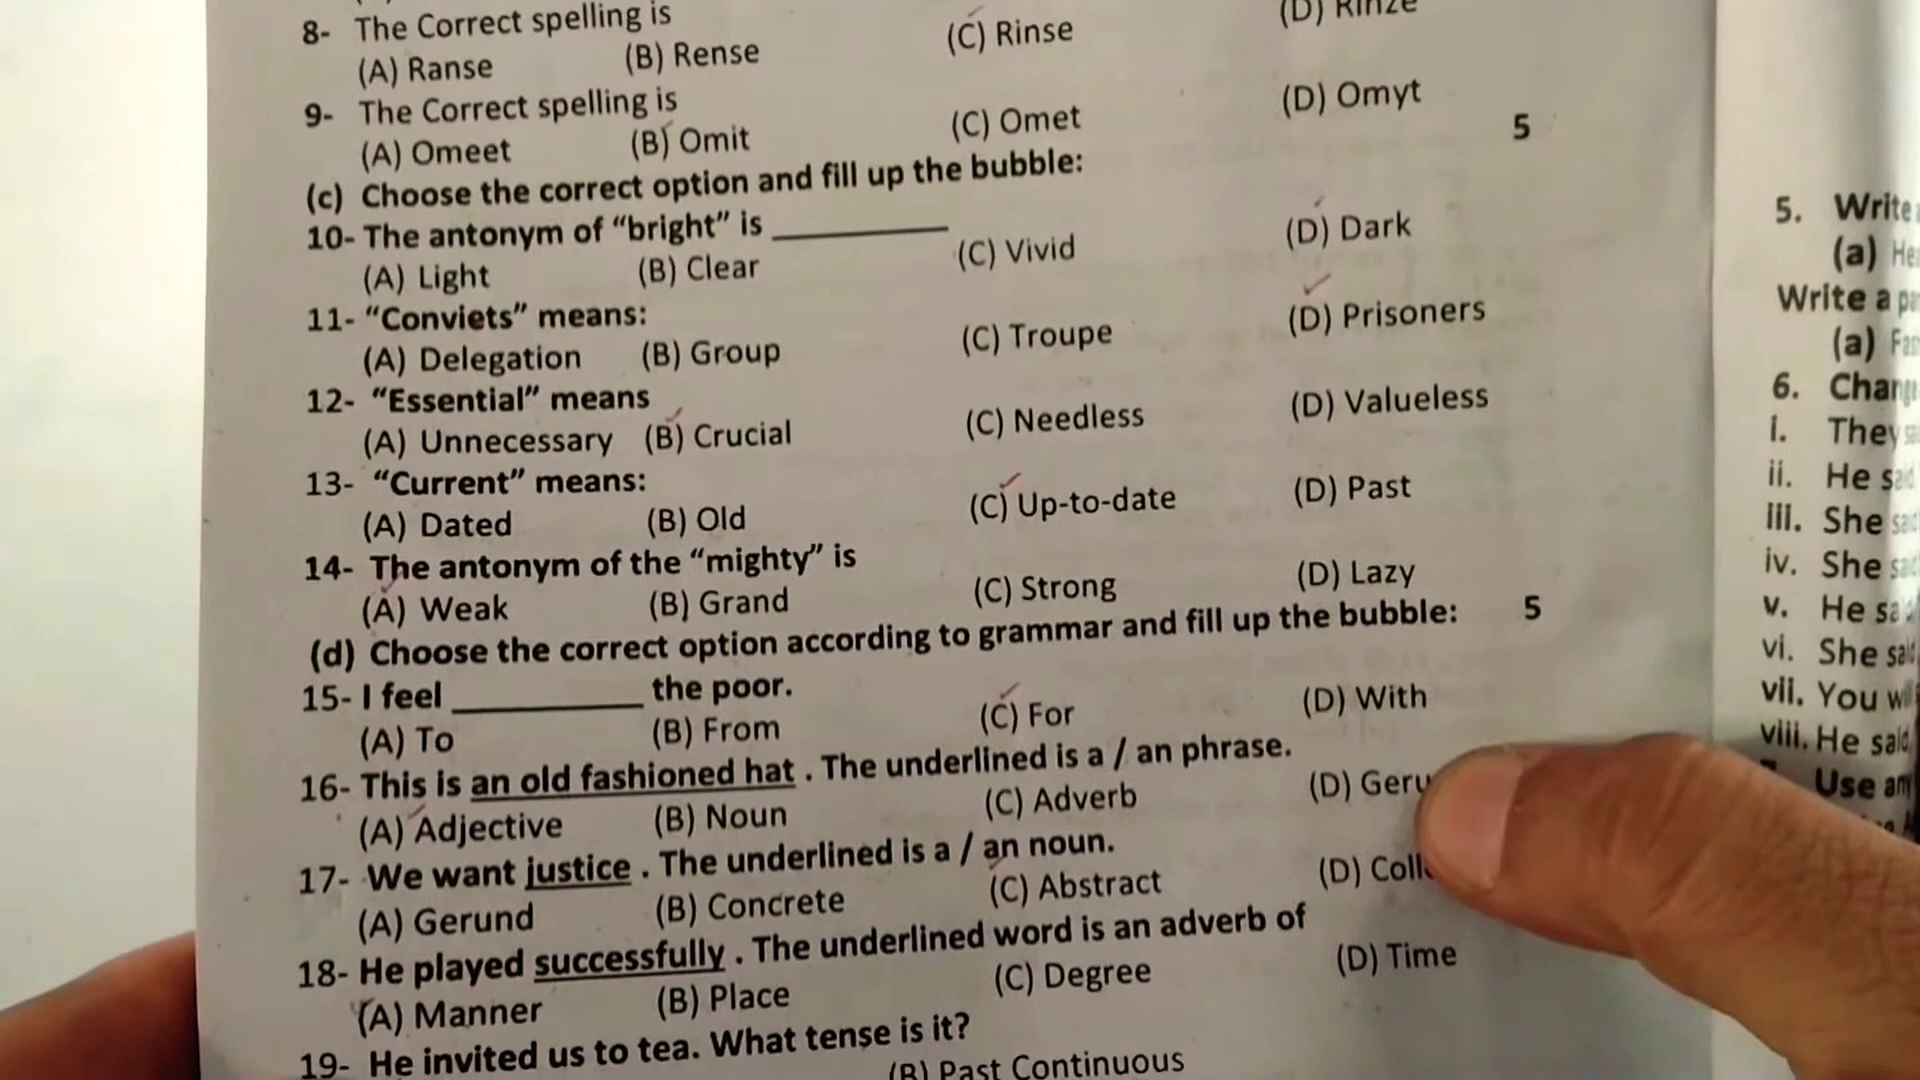 8- The Correct spelling is
(A) Ranse (B) Rense (C) Rinse (D) Rinze
9- The Correct spelling is
(A) Omeet (B) Omit (C) Omet (D) Omyt
(c) Choose the correct option and fill up the bubble: 5
10- The antonym of “bright” is __________
(A) Light (B) Clear (C) Vivid (D) Dark
11- “Conviets” means:
(A) Delegation (B) Group (C) Troupe (D) Prisoners
12- “Essential” means
(A) Unnecessary (B) Crucial (C) Needless (D) Valueless
13- “Current” means:
(A) Dated (B) Old (C) Up-to-date (D) Past
14- The antonym of the “mighty” is
(A) Weak (B) Grand (C) Strong (D) Lazy
(d) Choose the correct option according to grammar and fill up the bubble: 5
15- I feel __________ the poor.
(A) To (B) From (C) For (D) With
16- This is an old fashioned hat . The underlined is a / an phrase.
(A) Adjective (B) Noun (C) Adverb (D)
17- We want justice . The underlined is a / an noun.
(A) Gerund (B) Concrete (C) Abstract (D)
18- He played successfully . The underlined word is an adverb of
(A) Manner (B) Place (C) Degree (D) Time
19- He invited us to tea. What tense is it?
(B) Past Continuous
5. Write
(a)
Write a
(a)
6.
i. They
ii. He
iii. She
iv. She
v. He
vi. She
vii. You
viii. He said
Use any